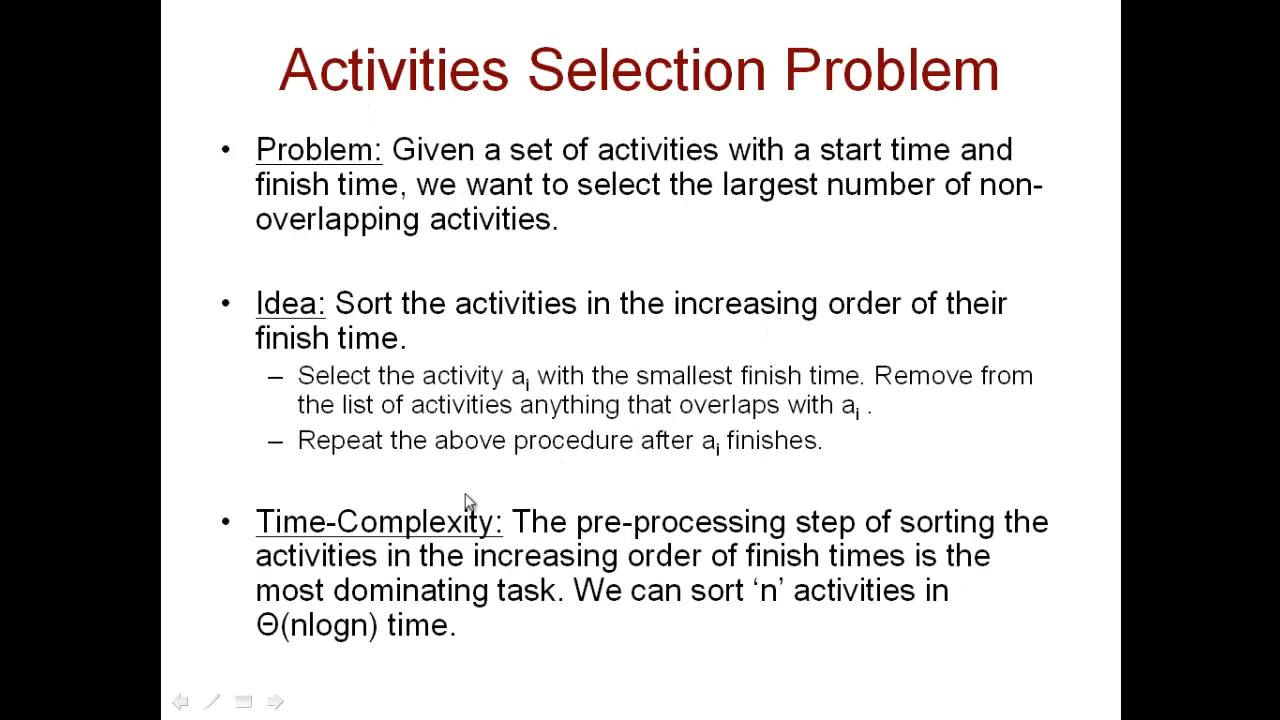 Activities Selection Problem
• Problem: Given a set of activities with a start time and
finish time, we want to select the largest number of non-
overlapping activities.
• Idea: Sort the activities in the increasing order of their
finish time.
– Select the activity aᵢ with the smallest finish time. Remove from
the list of activities anything that overlaps with aᵢ .
– Repeat the above procedure after aᵢ finishes.
• Time-Complexity: The pre-processing step of sorting the
activities in the increasing order of finish times is the
most dominating task. We can sort ‘n’ activities in
Θ(nlogn) time.